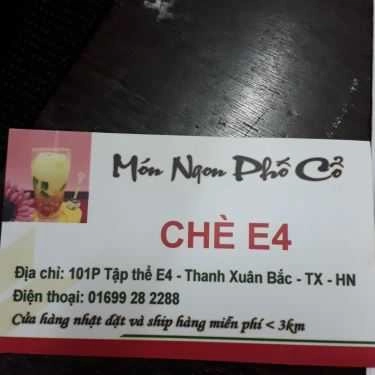 Món Ngon Phố Cổ
CHÈ E4
Địa chỉ: 101P Tập thể E4 - Thanh Xuân Bắc - TX - HN
Điện thoại: 01699 28 2288
Cửa hàng nhật đặt và ship hàng miễn phí < 3km